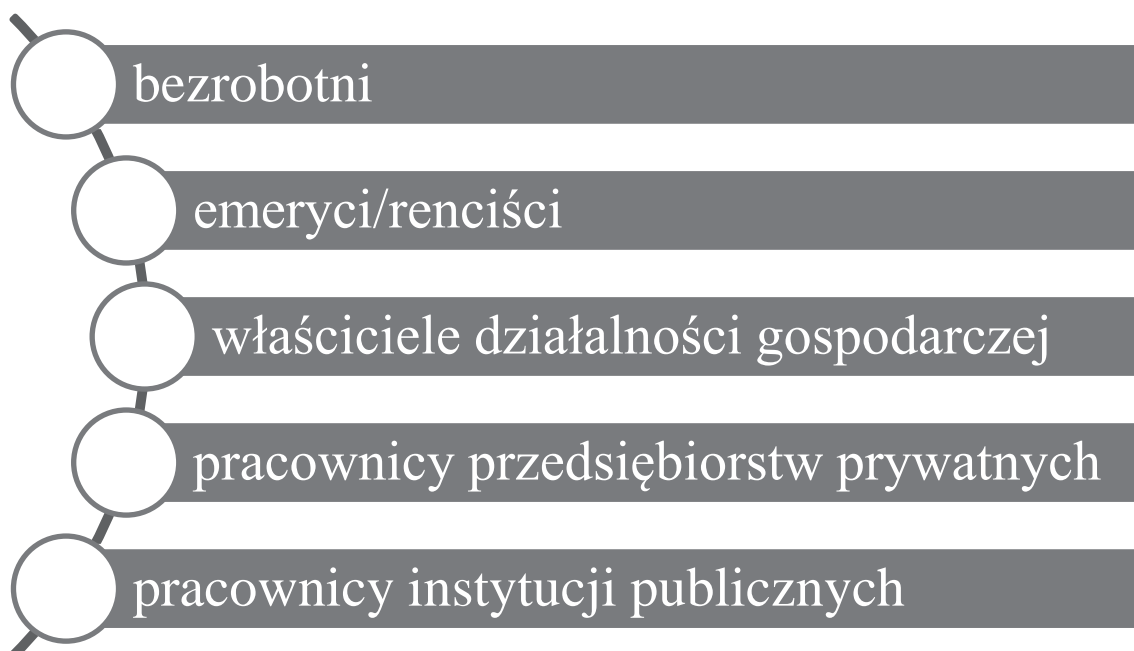 bezrobotni
emeryci/renciści
właściciele działalności gospodarczej
pracownicy przedsiębiorstw prywatnych
pracownicy instytucji publicznych